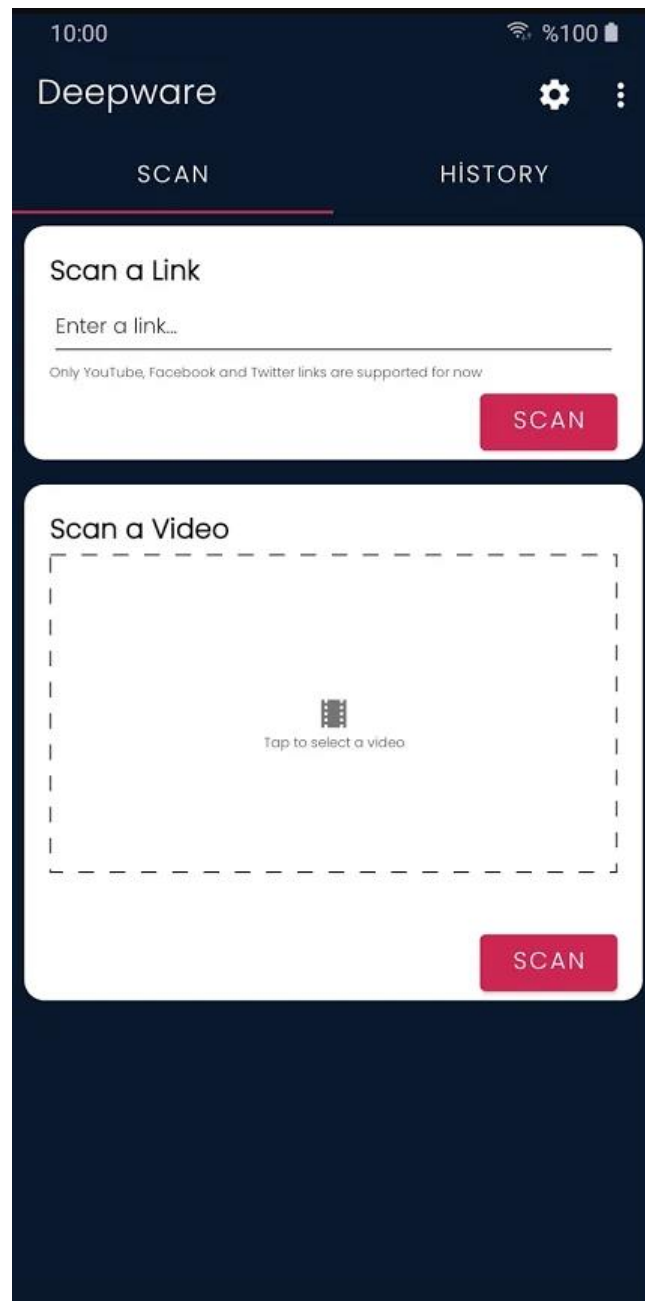 10:00 %100
Deepware
SCAN HİSTORY
Scan a Link
Enter a link...
Only YouTube, Facebook and Twitter links are supported for now
SCAN
Scan a Video
Tap to select a video
SCAN